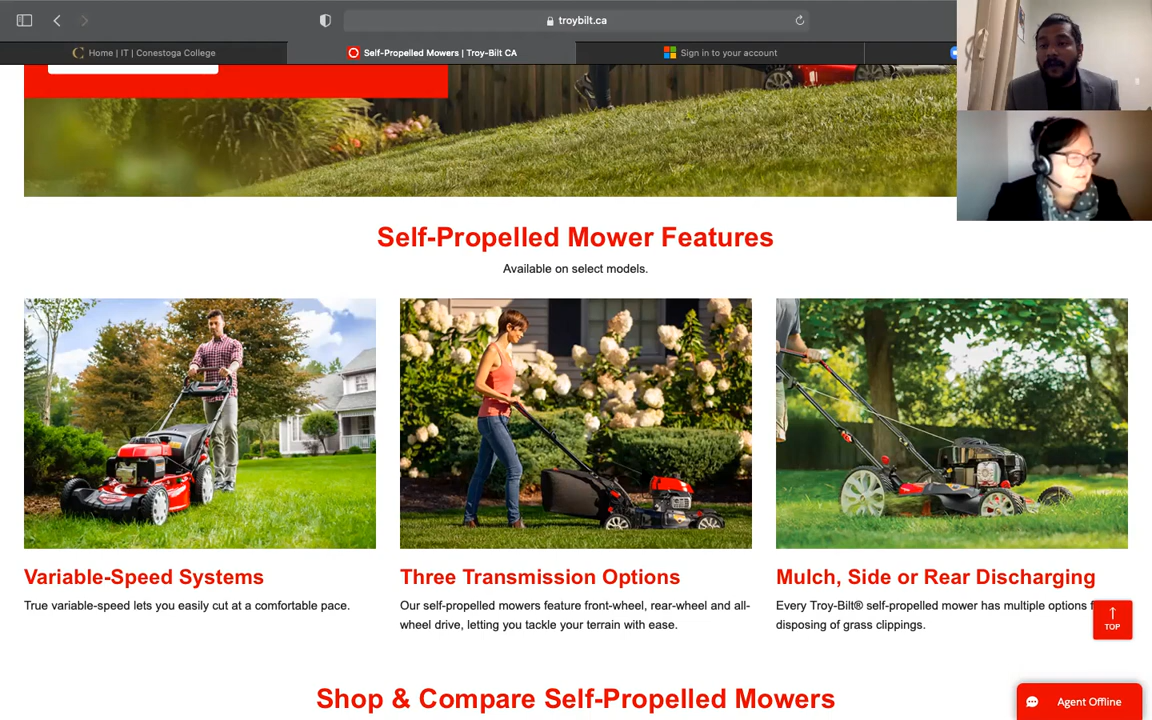 troybilt.ca
Home | IT | Conestoga College
Self-Propelled Mowers | Troy-Bilt CA
Sign in to your account
Self-Propelled Mower Features
Available on select models.
Variable-Speed Systems
True variable-speed lets you easily cut at a comfortable pace.
Three Transmission Options
Our self-propelled mowers feature front-wheel, rear-wheel and all-
wheel drive, letting you tackle your terrain with ease.
Mulch, Side or Rear Discharging
Every Troy-Bilt® self-propelled mower has multiple options
disposing of grass clippings.
TOP
Shop & Compare Self-Propelled Mowers
Agent Offline